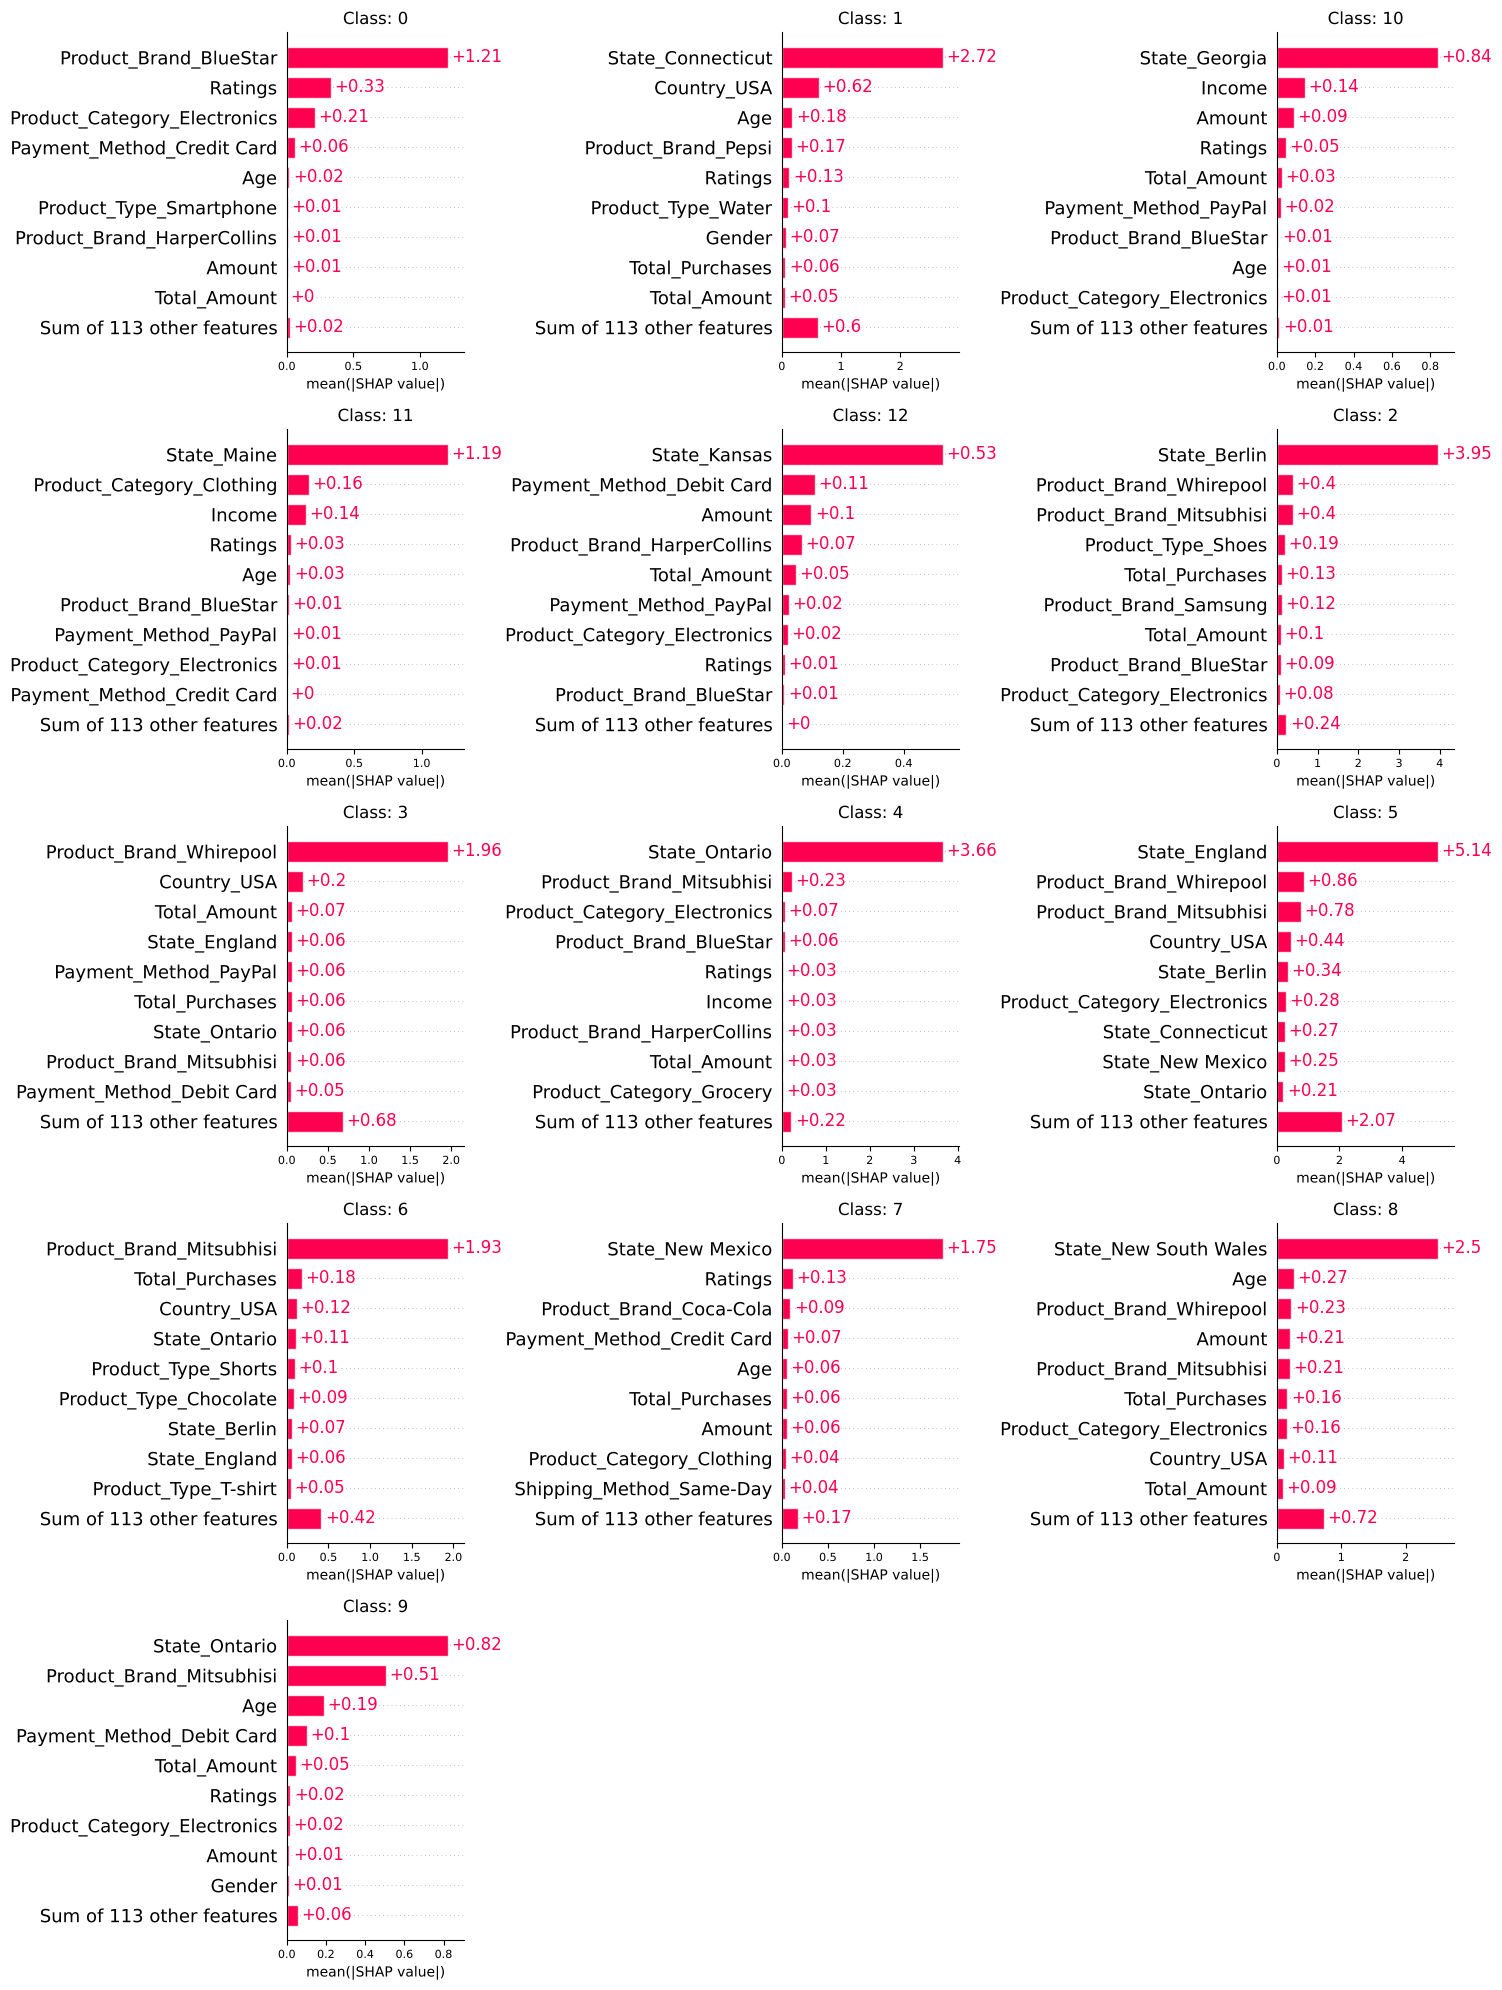 Class: 0
Product_Brand_BlueStar +1.21
Ratings +0.33
Product_Category_Electronics +0.21
Payment_Method_Credit Card +0.06
Age +0.02
Product_Type_Smartphone +0.01
Product_Brand_HarperCollins +0.01
Amount +0.01
Total_Amount +0
Sum of 113 other features +0.02
0.0 0.5 1.0
mean(|SHAP value|)
Class: 1
State_Connecticut +2.72
Country_USA +0.62
Age +0.18
Product_Brand_Pepsi +0.17
Ratings +0.13
Product_Type_Water +0.1
Gender +0.07
Total_Purchases +0.06
Total_Amount +0.05
Sum of 113 other features +0.6
0 1 2
mean(|SHAP value|)
Class: 10
State_Georgia +0.84
Income +0.14
Amount +0.09
Ratings +0.05
Total_Amount +0.03
Payment_Method_PayPal +0.02
Product_Brand_BlueStar +0.01
Age +0.01
Product_Category_Electronics +0.01
Sum of 113 other features +0.01
0.0 0.2 0.4 0.6 0.8
mean(|SHAP value|)
Class: 11
State_Maine +1.19
Product_Category_Clothing +0.16
Income +0.14
Ratings +0.03
Age +0.03
Product_Brand_BlueStar +0.01
Payment_Method_PayPal +0.01
Product_Category_Electronics +0.01
Payment_Method_Credit Card +0
Sum of 113 other features +0.02
0.0 0.5 1.0
mean(|SHAP value|)
Class: 12
State_Kansas +0.53
Payment_Method_Debit Card +0.11
Amount +0.1
Product_Brand_HarperCollins +0.07
Total_Amount +0.05
Payment_Method_PayPal +0.02
Product_Category_Electronics +0.02
Ratings +0.01
Product_Brand_BlueStar +0.01
Sum of 113 other features +0
0.0 0.2 0.4
mean(|SHAP value|)
Class: 2
State_Berlin +3.95
Product_Brand_Whirepool +0.4
Product_Brand_Mitsubhisi +0.4
Product_Type_Shoes +0.19
Total_Purchases +0.13
Product_Brand_Samsung +0.12
Total_Amount +0.1
Product_Brand_BlueStar +0.09
Product_Category_Electronics +0.08
Sum of 113 other features +0.24
0 1 2 3 4
mean(|SHAP value|)
Class: 3
Product_Brand_Whirepool +1.96
Country_USA +0.2
Total_Amount +0.07
State_England +0.06
Payment_Method_PayPal +0.06
Total_Purchases +0.06
State_Ontario +0.06
Product_Brand_Mitsubhisi +0.06
Payment_Method_Debit Card +0.05
Sum of 113 other features +0.68
0.0 0.5 1.0 1.5 2.0
mean(|SHAP value|)
Class: 4
State_Ontario +3.66
Product_Brand_Mitsubhisi +0.23
Product_Category_Electronics +0.07
Product_Brand_BlueStar +0.06
Ratings +0.03
Income +0.03
Product_Brand_HarperCollins +0.03
Total_Amount +0.03
Product_Category_Grocery +0.03
Sum of 113 other features +0.22
0 1 2 3 4
mean(|SHAP value|)
Class: 5
State_England +5.14
Product_Brand_Whirepool +0.86
Product_Brand_Mitsubhisi +0.78
Country_USA +0.44
State_Berlin +0.34
Product_Category_Electronics +0.28
State_Connecticut +0.27
State_New Mexico +0.25
State_Ontario +0.21
Sum of 113 other features +2.07
0 2 4
mean(|SHAP value|)
Class: 6
Product_Brand_Mitsubhisi +1.93
Total_Purchases +0.18
Country_USA +0.12
State_Ontario +0.11
Product_Type_Shorts +0.1
Product_Type_Chocolate +0.09
State_Berlin +0.07
State_England +0.06
Product_Type_T-shirt +0.05
Sum of 113 other features +0.42
0.0 0.5 1.0 1.5 2.0
mean(|SHAP value|)
Class: 7
State_New Mexico +1.75
Ratings +0.13
Product_Brand_Coca-Cola +0.09
Payment_Method_Credit Card +0.07
Age +0.06
Total_Purchases +0.06
Amount +0.06
Product_Category_Clothing +0.04
Shipping_Method_Same-Day +0.04
Sum of 113 other features +0.17
0.0 0.5 1.0 1.5
mean(|SHAP value|)
Class: 8
State_New South Wales +2.5
Age +0.27
Product_Brand_Whirepool +0.23
Amount +0.21
Product_Brand_Mitsubhisi +0.21
Total_Purchases +0.16
Product_Category_Electronics +0.16
Country_USA +0.11
Total_Amount +0.09
Sum of 113 other features +0.72
0 1 2
mean(|SHAP value|)
Class: 9
State_Ontario +0.82
Product_Brand_Mitsubhisi +0.51
Age +0.19
Payment_Method_Debit Card +0.1
Total_Amount +0.05
Ratings +0.02
Product_Category_Electronics +0.02
Amount +0.01
Gender +0.01
Sum of 113 other features +0.06
0.0 0.2 0.4 0.6 0.8
mean(|SHAP value|)